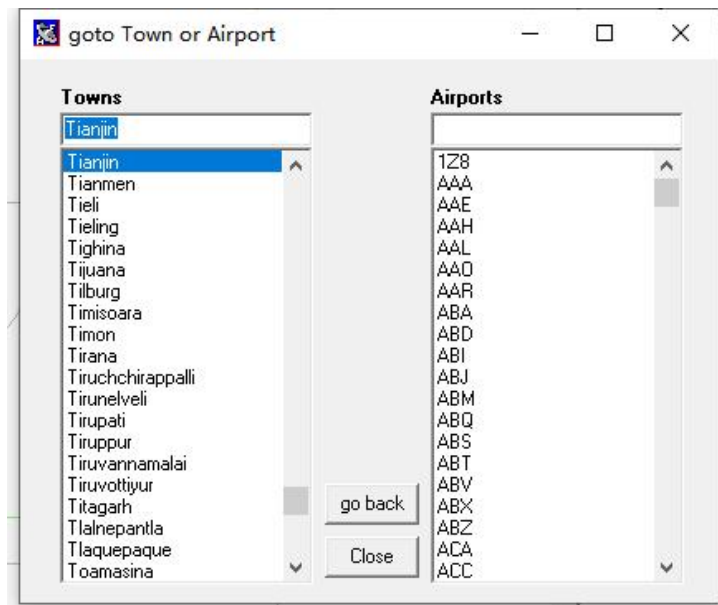 goto Town or Airport
Towns
Tianjin
Tianjin
Tianmen
Tieli
Tieling
Tighina
Tijuana
Tilburg
Timisoara
Timon
Tirana
Tiruchchirappalli
Tirunelveli
Tirupati
Tiruppur
Tiruvannamalai
Tiruvottiyur
Titagarh
Tlalnepantla
Tlaquepaque
Toamasina
go back
Close
Airports
1Z8
AAA
AAE
AAH
AAL
AAO
AAR
ABA
ABD
ABI
ABJ
ABM
ABQ
ABS
ABT
ABV
ABX
ABZ
ACA
ACC